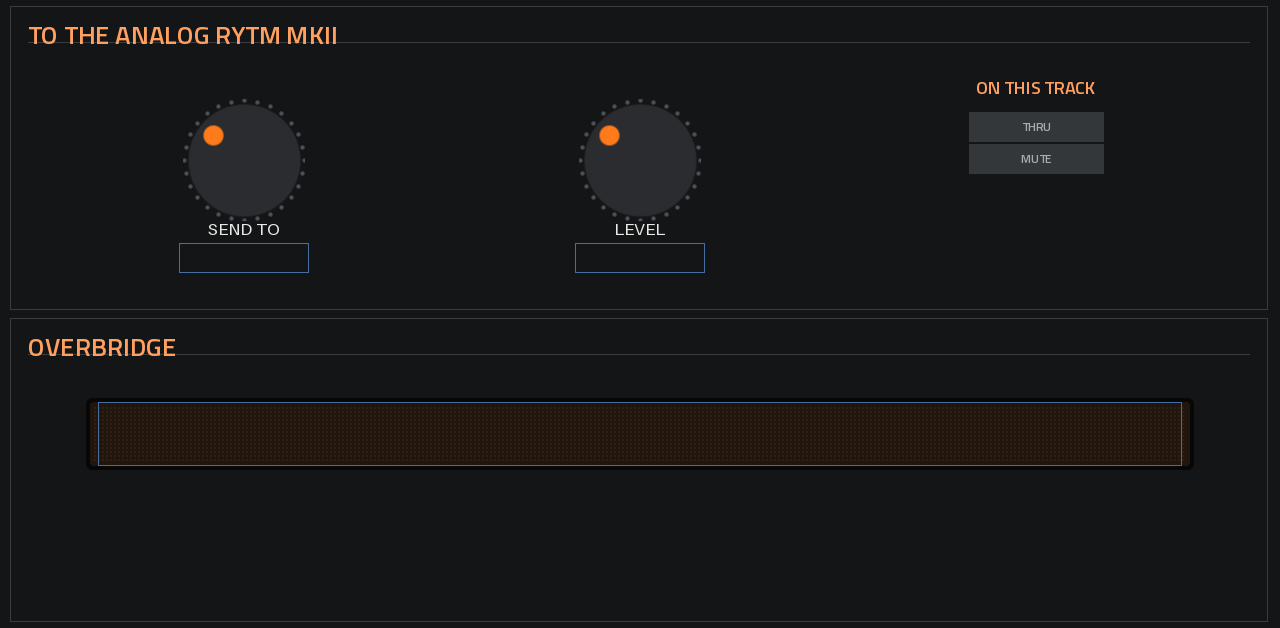 TO THE ANALOG RYTM MKII
ON THIS TRACK
THRU
MUTE
SEND TO
LEVEL
OVERBRIDGE